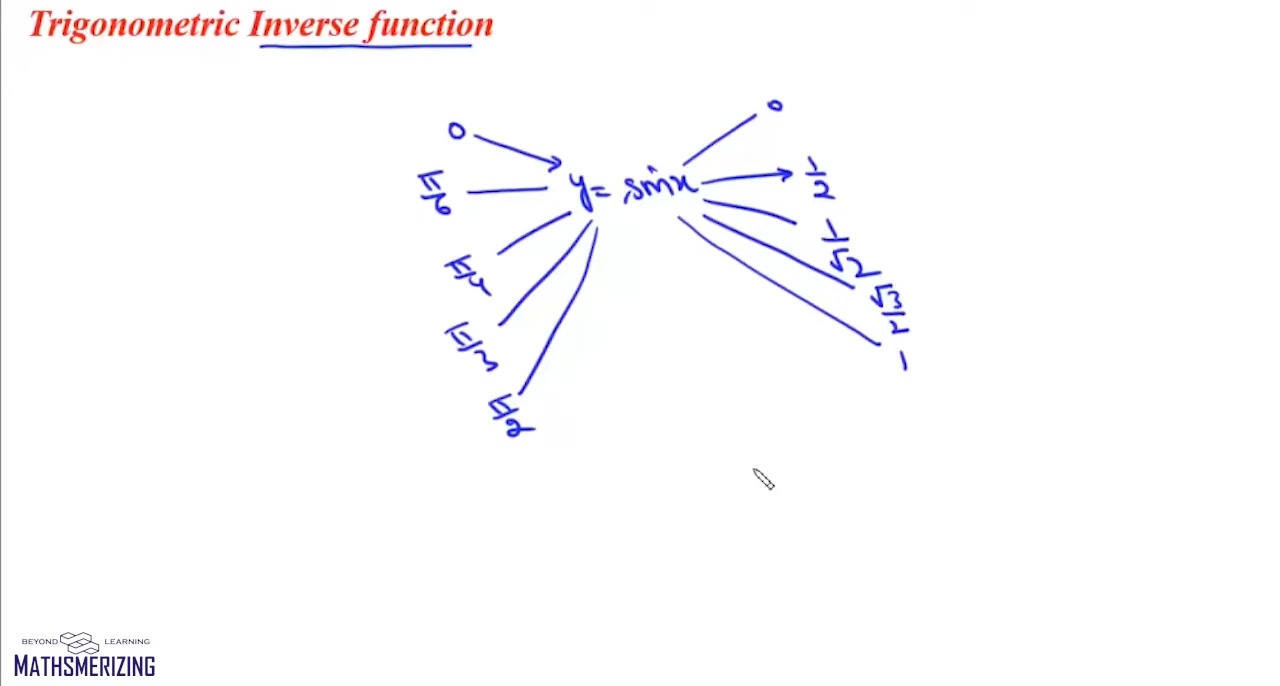 Trigonometric Inverse function
0
0
π/6
y = sinx
1/2
π/4
1/√2
π/3
√3/2
π/2
1
BEYOND LEARNING
MATHSMERIZING